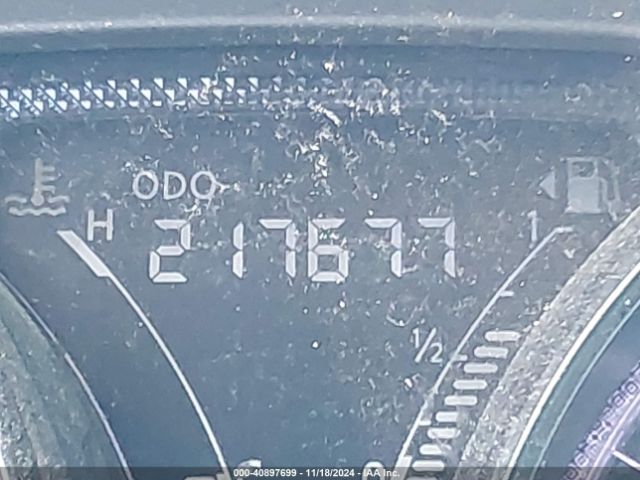 ODO
H 217677 1
1/2
000-40897699 - 11/18/2024 - IAA Inc.